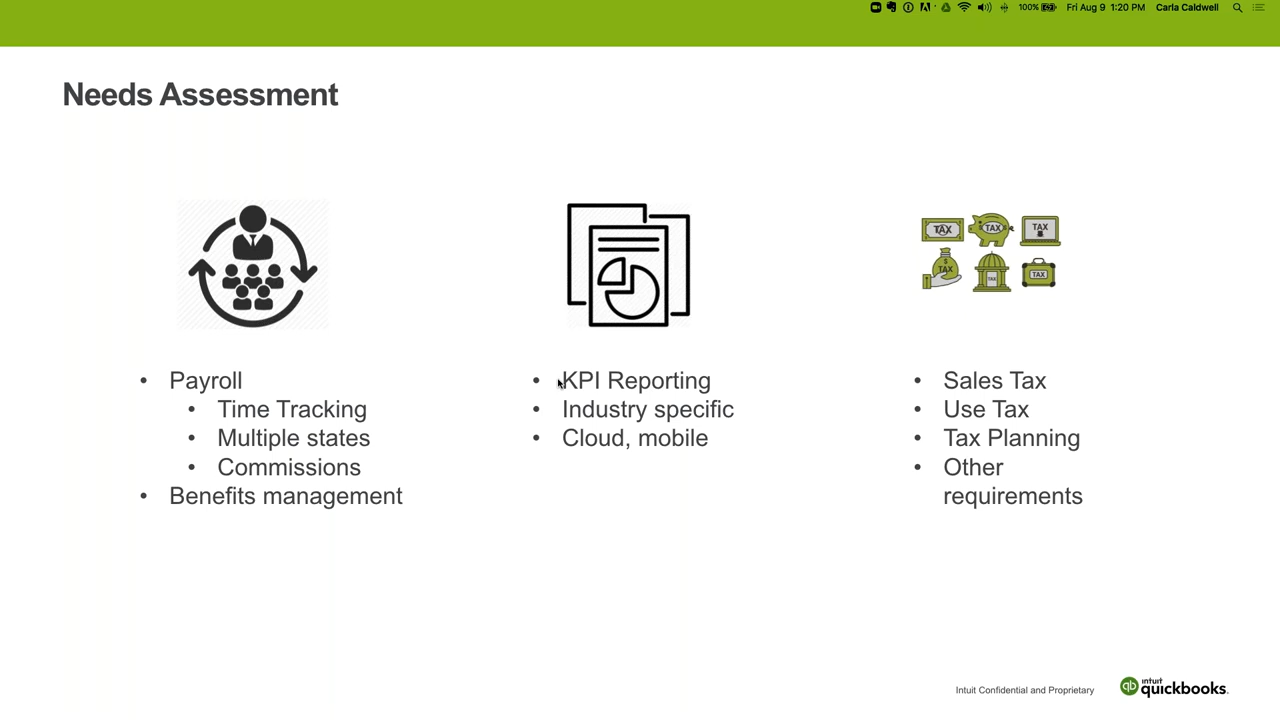 100% Fri Aug 9 1:20 PM Carla Caldwell
Needs Assessment
TAX TAX TAX
$ TAX TAX TAX
• Payroll
• Time Tracking
• Multiple states
• Commissions
• Benefits management
• KPI Reporting
• Industry specific
• Cloud, mobile
• Sales Tax
• Use Tax
• Tax Planning
• Other
requirements
Intuit Confidential and Proprietary
qb intuit quickbooks.